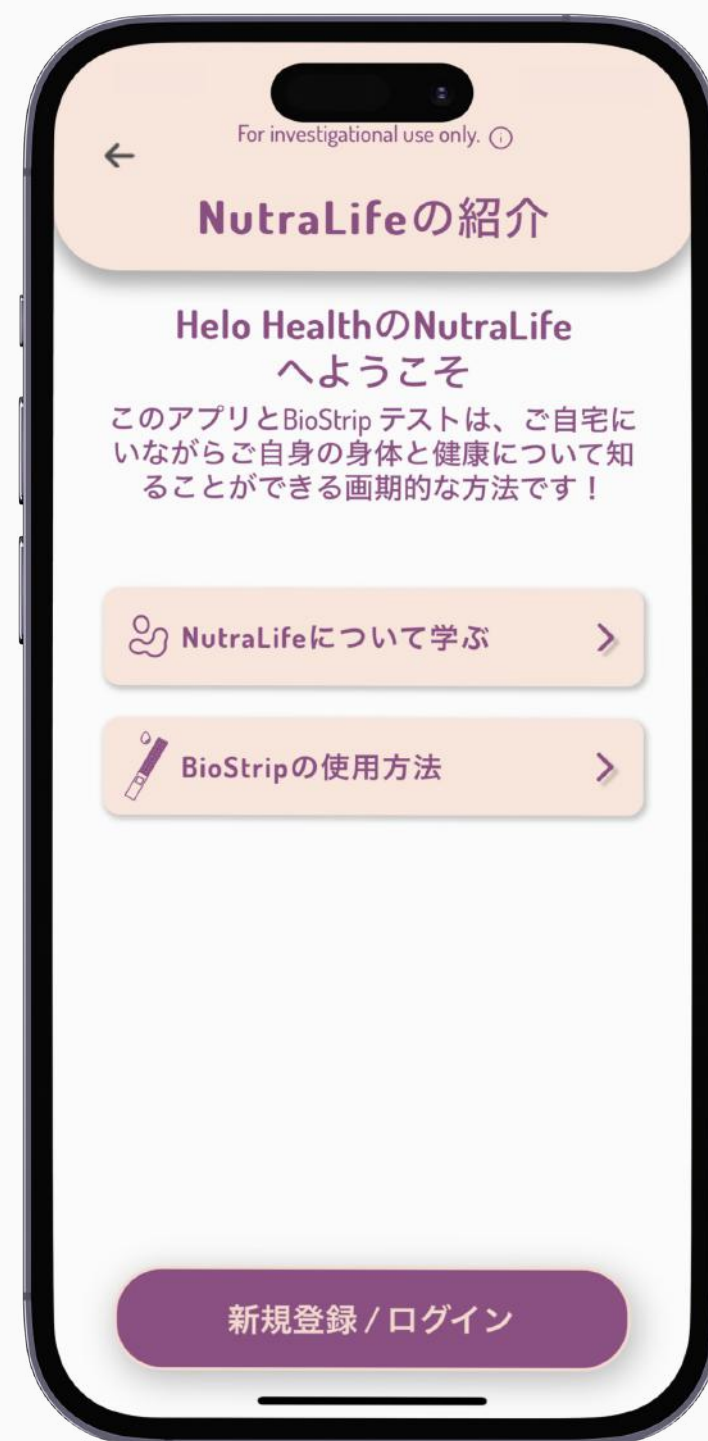 For investigational use only.
NutraLifeの紹介
Helo HealthのNutraLife
へようこそ
このアプリとBioStrip テストは、ご自宅に
いながらご自身の身体と健康について知
ることができる画期的な方法です！
NutraLifeについて学ぶ
BioStripの使用方法
新規登録 / ログイン